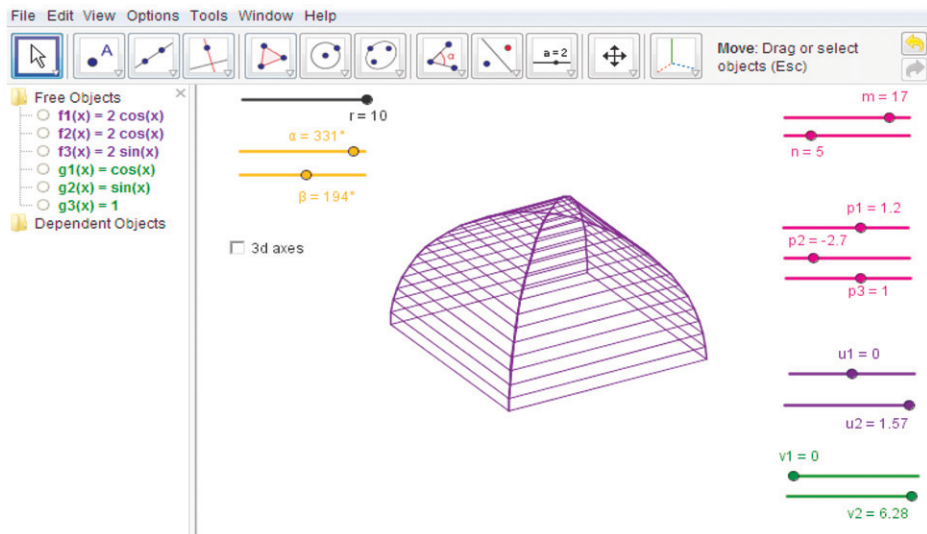 File Edit View Options Tools Window Help
A
α
a=2
Move: Drag or select
objects (Esc)
Free Objects
f1(x) = 2 cos(x)
f2(x) = 2 cos(x)
f3(x) = 2 sin(x)
g1(x) = cos(x)
g2(x) = sin(x)
g3(x) = 1
Dependent Objects
r = 10
α = 331°
β = 194°
3d axes
m = 17
n = 5
p1 = 1.2
p2 = -2.7
p3 = 1
u1 = 0
u2 = 1.57
v1 = 0
v2 = 6.28